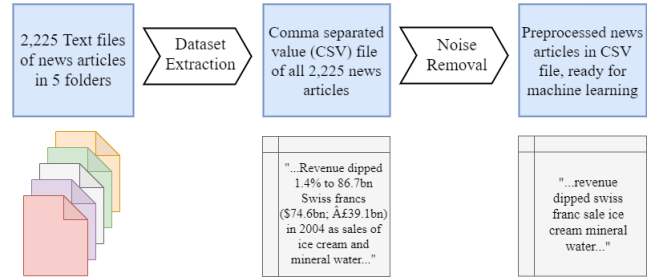 2,225 Text files
of news articles
in 5 folders
Dataset
Extraction
Comma separated
value (CSV) file
of all 2,225 news
articles
Noise
Removal
Preprocessed news
articles in CSV
file, ready for
machine learning
"...Revenue dipped
1.4% to 86.7bn
Swiss francs
($74.6bn; Â£39.1bn)
in 2004 as sales of
ice cream and
mineral water..."
"...revenue
dipped swiss
franc sale ice
cream mineral
water..."